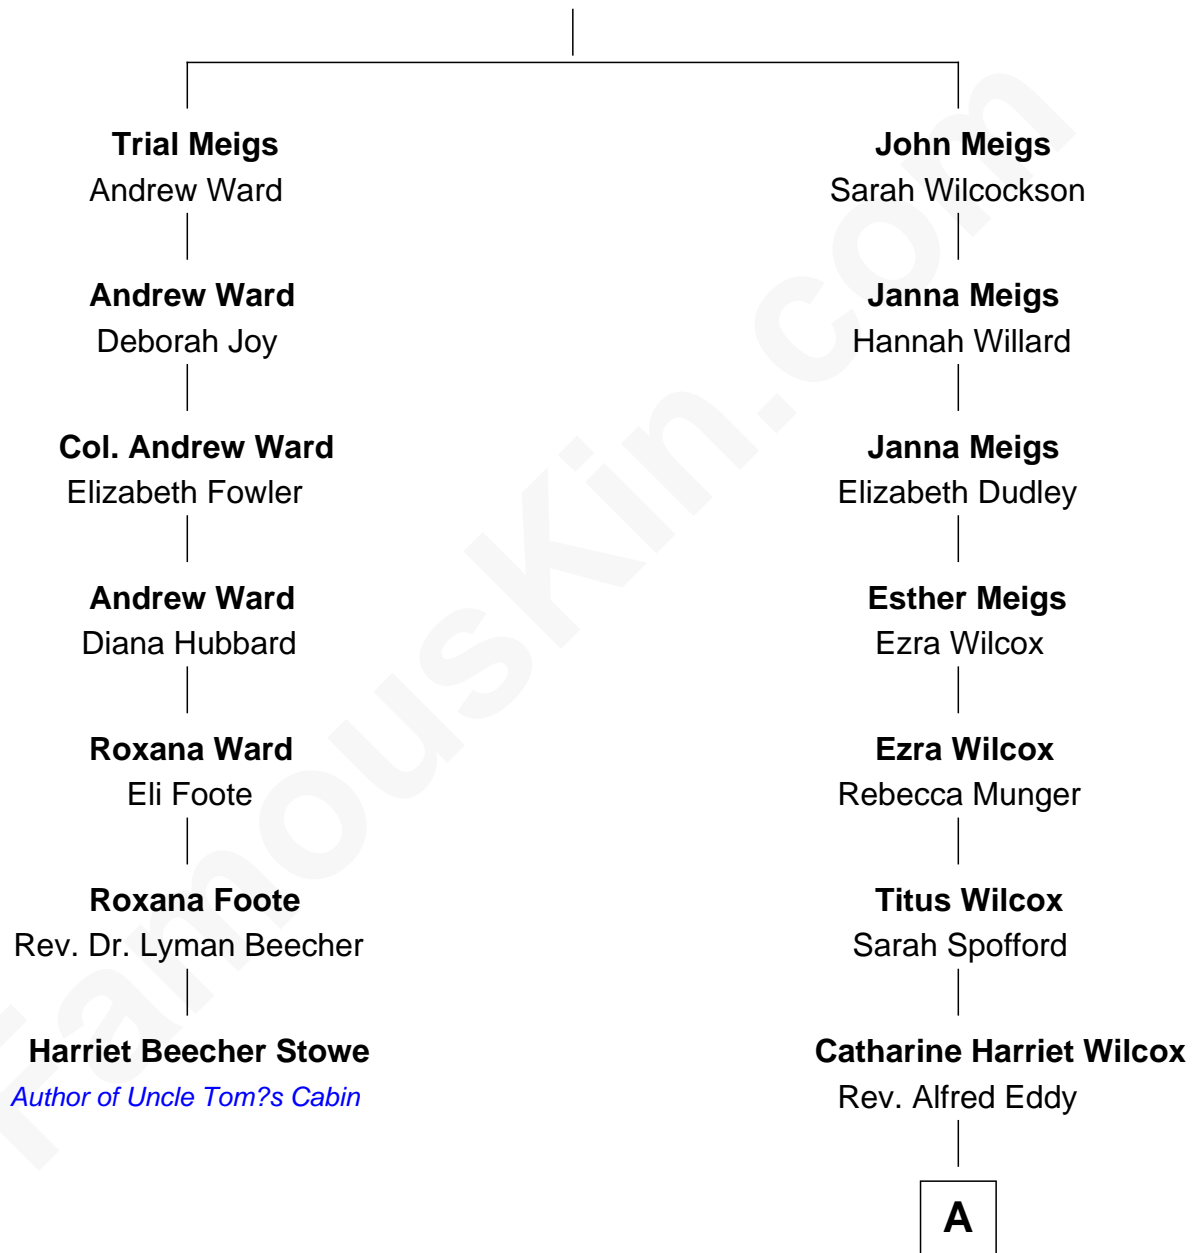 Trial Meigs
Andrew Ward
Andrew Ward
Deborah Joy
Col. Andrew Ward
Elizabeth Fowler
Andrew Ward
Diana Hubbard
Roxana Ward
Eli Foote
Roxana Foote
Rev. Dr. Lyman Beecher
Harriet Beecher Stowe
Author of Uncle Tom?s Cabin
John Meigs
Sarah Wilcockson
Janna Meigs
Hannah Willard
Janna Meigs
Elizabeth Dudley
Esther Meigs
Ezra Wilcox
Ezra Wilcox
Rebecca Munger
Titus Wilcox
Sarah Spofford
Catharine Harriet Wilcox
Rev. Alfred Eddy
A
FamousKin.com